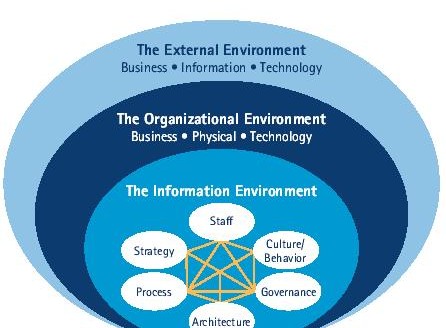 The External Environment
Business • Information • Technology
The Organizational Environment
Business • Physical • Technology
The Information Environment
Staff
Strategy
Culture/
Behavior
Process
Governance
Architecture